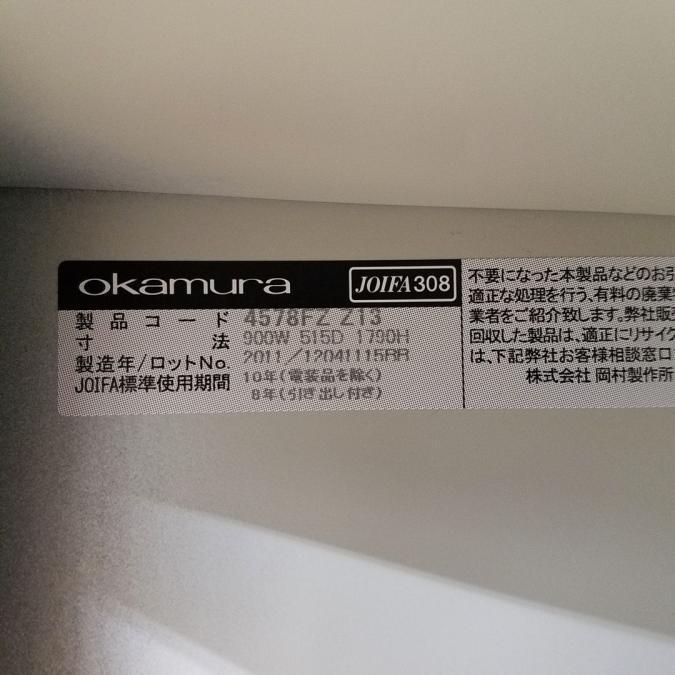 okamura
JOIFA308
製品コード 4578FZ Z13
寸法 900W 515D 1790H
製造年/ロットNo. 2011/12041115RR
JOIFA標準使用期間 10年(電装品を除く)
8年(引き出し付き)
不要になった本製品などのお引
適正な処理を行う、有料の廃棄
業者をご紹介致します。弊社販
回収した製品は、適正にリサイク
は、下記弊社お客様相談窓口
株式会社 岡村製作所